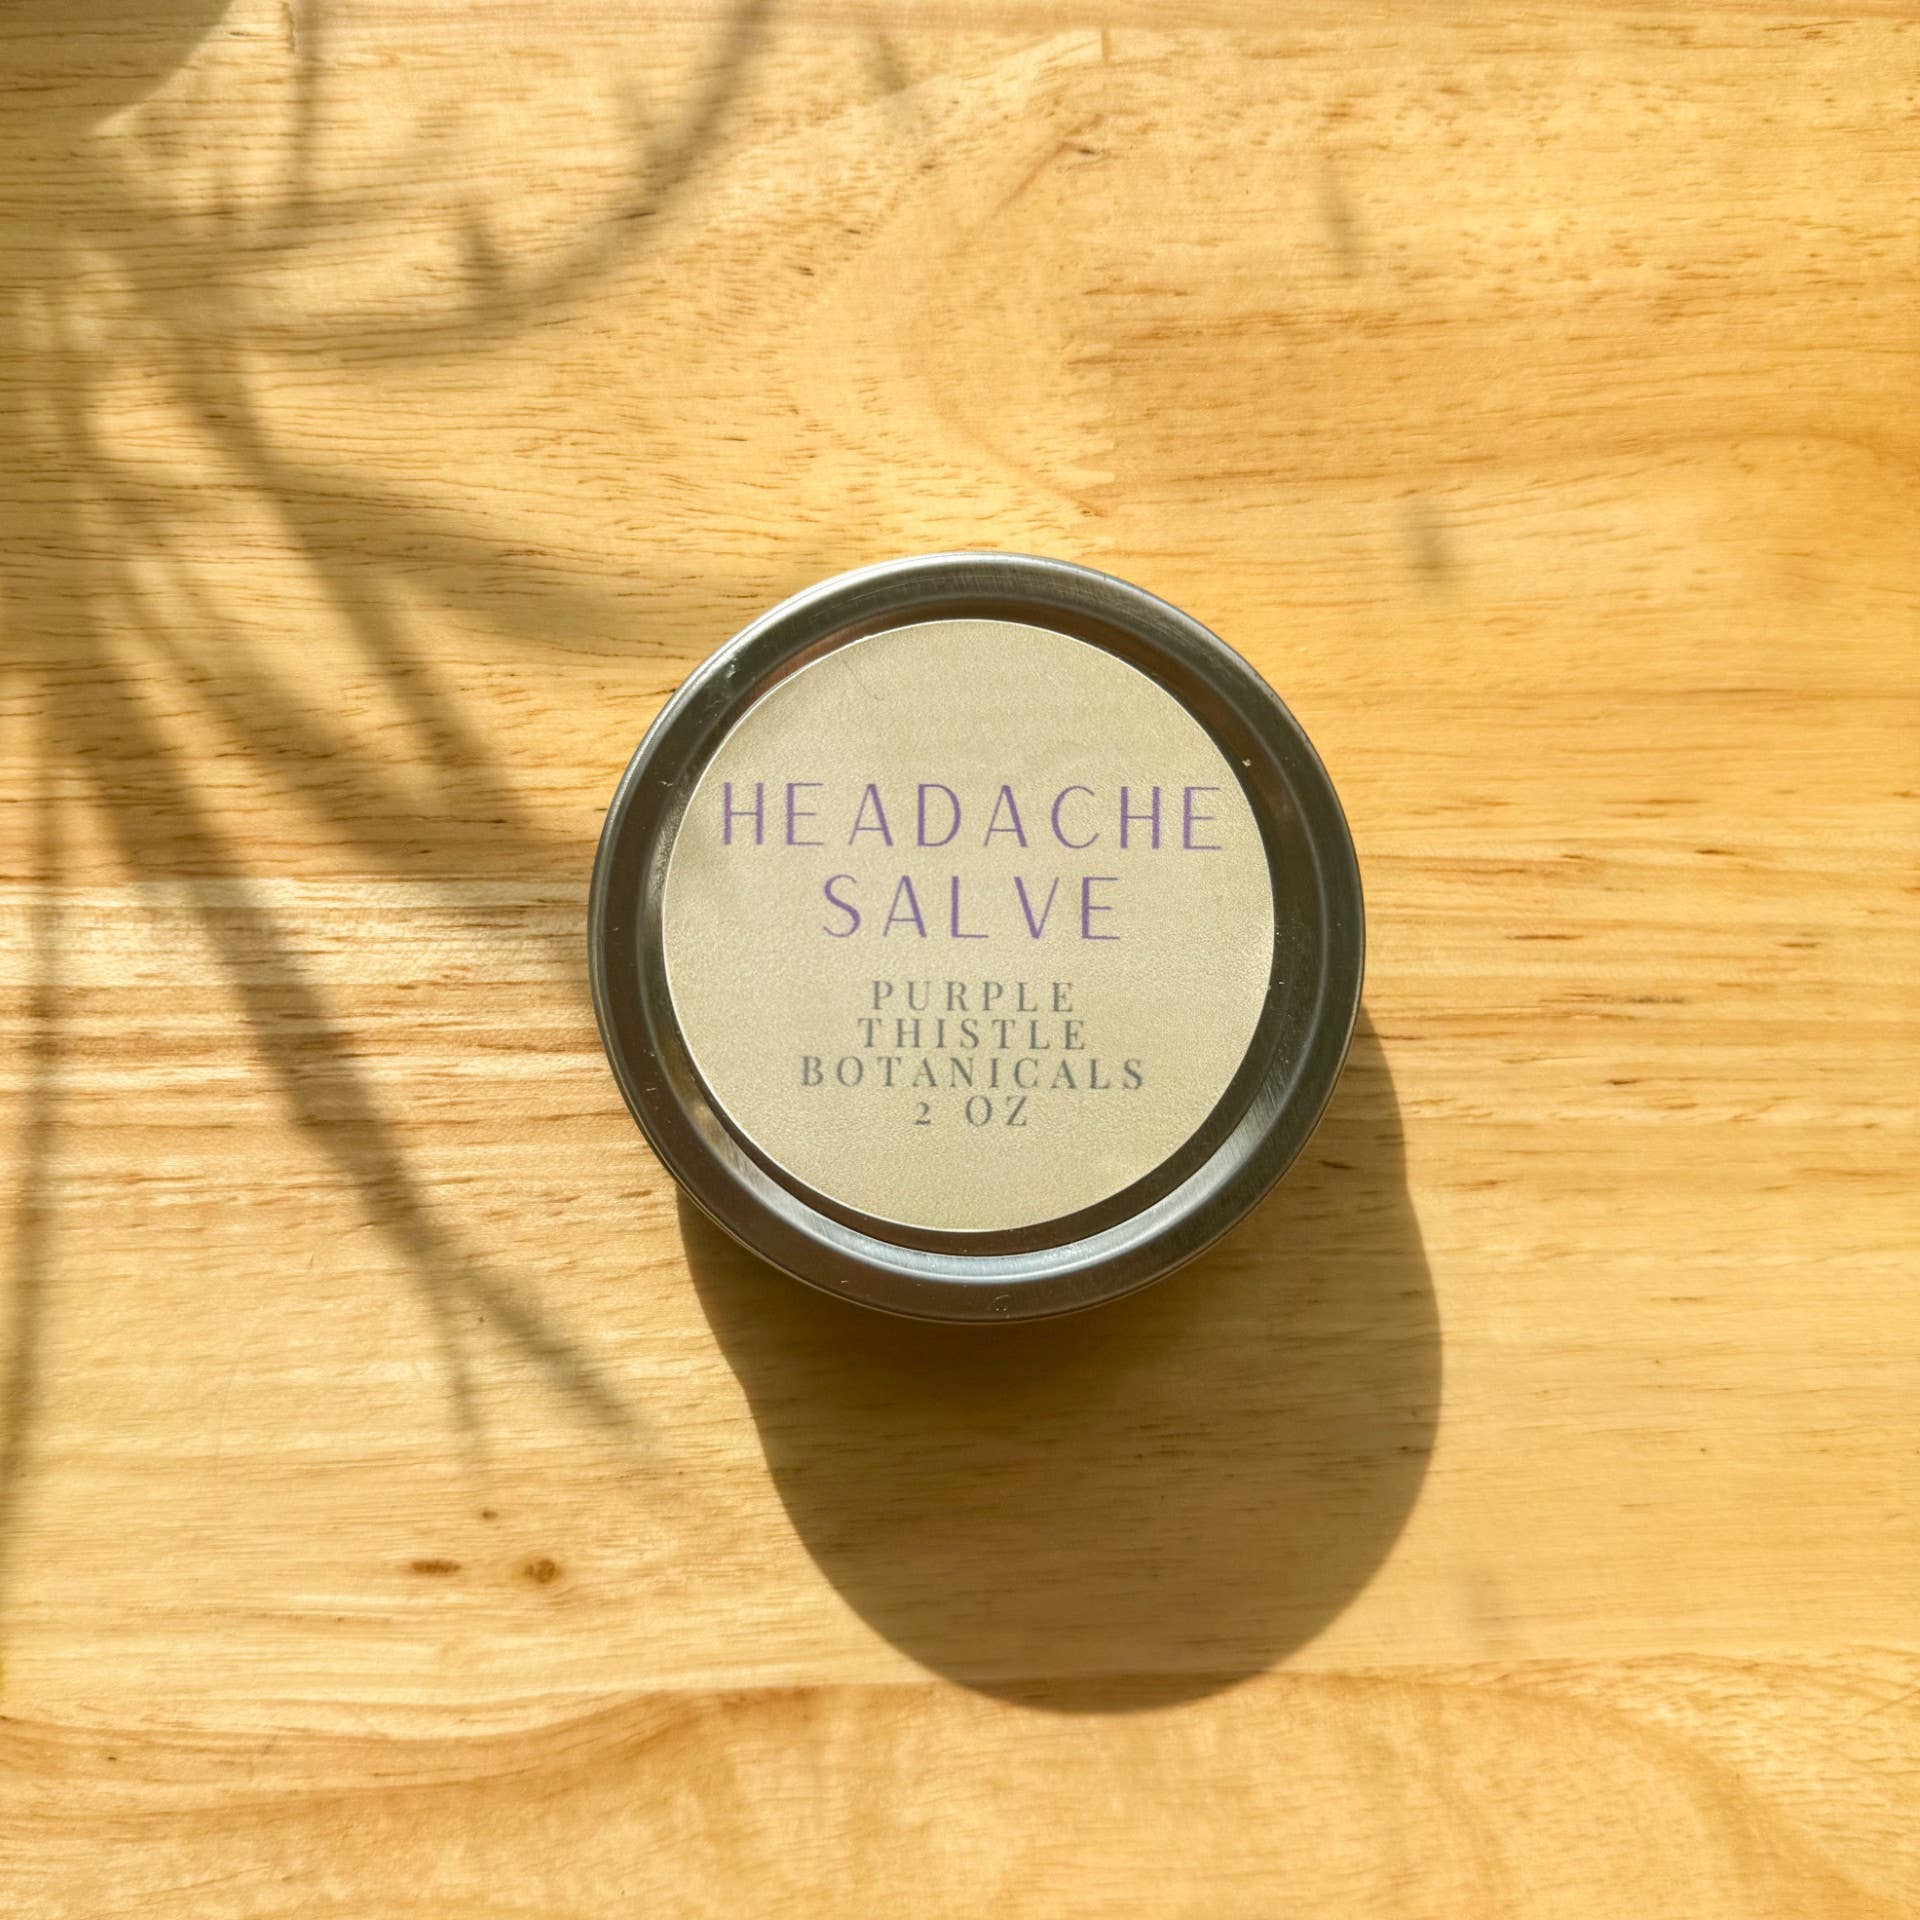 HEADACHE
SALVE
PURPLE
THISTLE
BOTANICALS
2 OZ